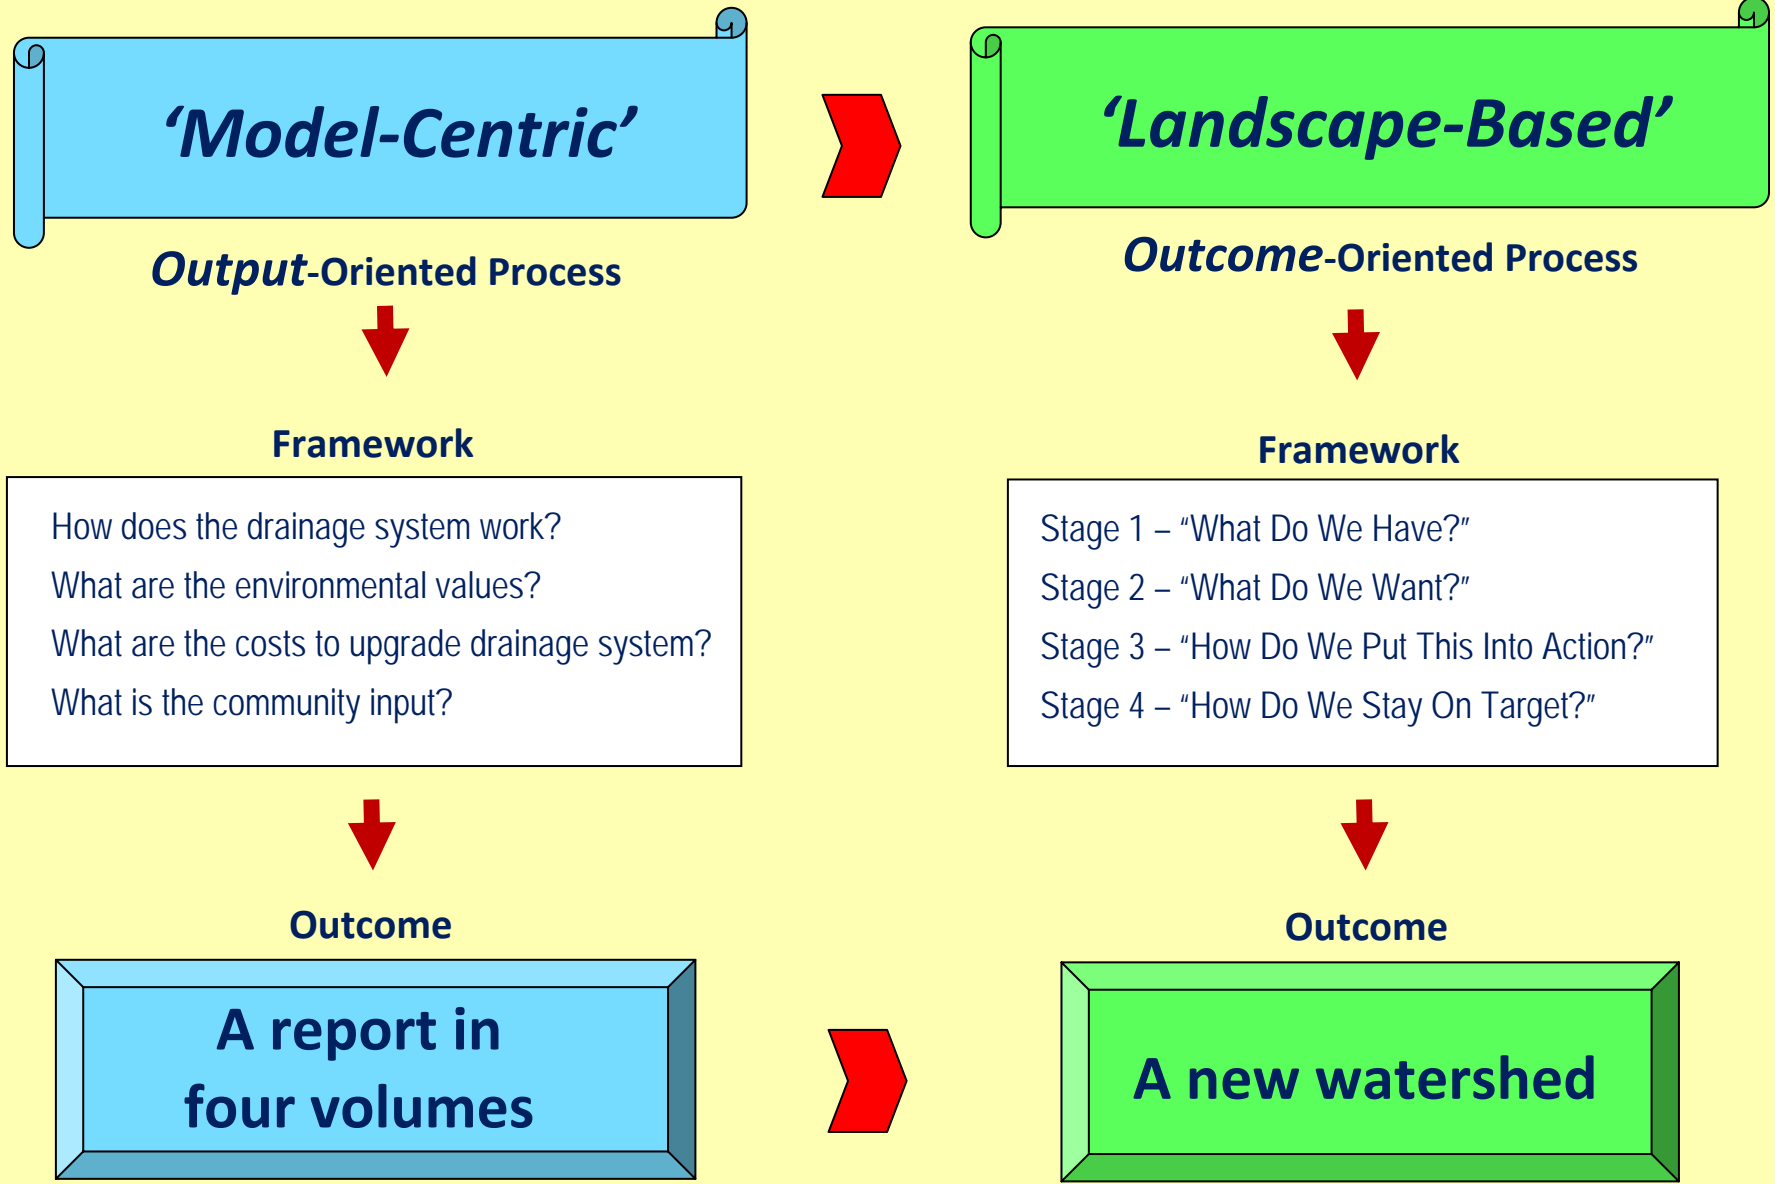 ‘Model-Centric’
Output-Oriented Process
Framework
How does the drainage system work?
What are the environmental values?
What are the costs to upgrade drainage system?
What is the community input?
Outcome
A report in
four volumes
‘Landscape-Based’
Outcome-Oriented Process
Framework
Stage 1 – “What Do We Have?”
Stage 2 – “What Do We Want?”
Stage 3 – “How Do We Put This Into Action?”
Stage 4 – “How Do We Stay On Target?”
Outcome
A new watershed